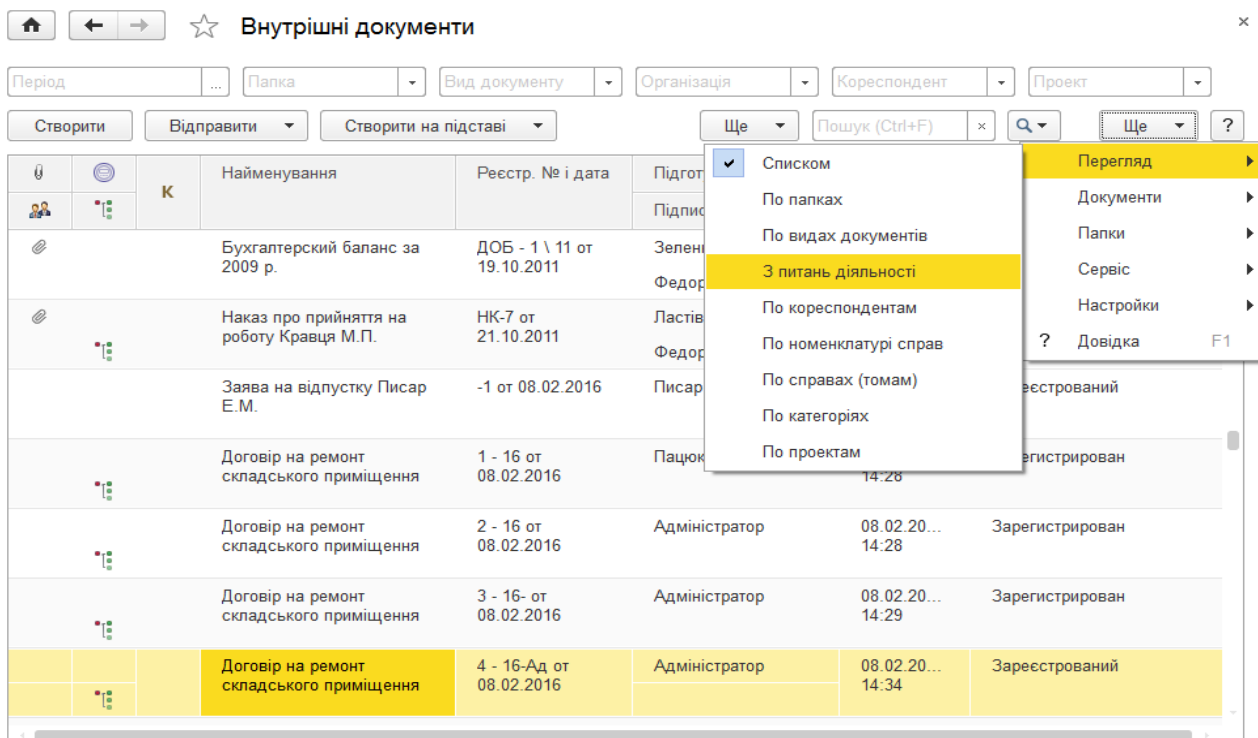 Внутрішні документи
×
Період
...
Папка
Вид документу
Організація
Кореспондент
Проект
Створити
Відправити
Створити на підставі
Ще
Пошук (Ctrl+F)
×
Ще
?
К
Найменування
Реєстр. № і дата
Підгот
Підпис
Списком
По папках
По видах документів
З питань діяльності
По кореспондентам
По номенклатурі справ
По справах (томам)
По категоріях
По проектам
Перегляд
Документи
Папки
Сервіс
Настройки
? Довідка F1
Бухгалтерский баланс за
2009 р.
ДОБ - 1 \ 11 от
19.10.2011
Зелен
Федор
Наказ про прийняття на
роботу Кравця М.П.
НК-7 от
21.10.2011
Ластів
Федор
Заява на відпустку Писар
Е.М.
-1 от 08.02.2016
Писар
еєстрований
Договір на ремонт
складського приміщення
1 - 16 от
08.02.2016
Пацюк
14:28
егистрирован
Договір на ремонт
складського приміщення
2 - 16 от
08.02.2016
Адміністратор
08.02.20...
14:28
Зарегистрирован
Договір на ремонт
складського приміщення
3 - 16- от
08.02.2016
Адміністратор
08.02.20...
14:29
Зарегистрирован
Договір на ремонт
складського приміщення
4 - 16-Ад от
08.02.2016
Адміністратор
08.02.20...
14:34
Зареєстрований